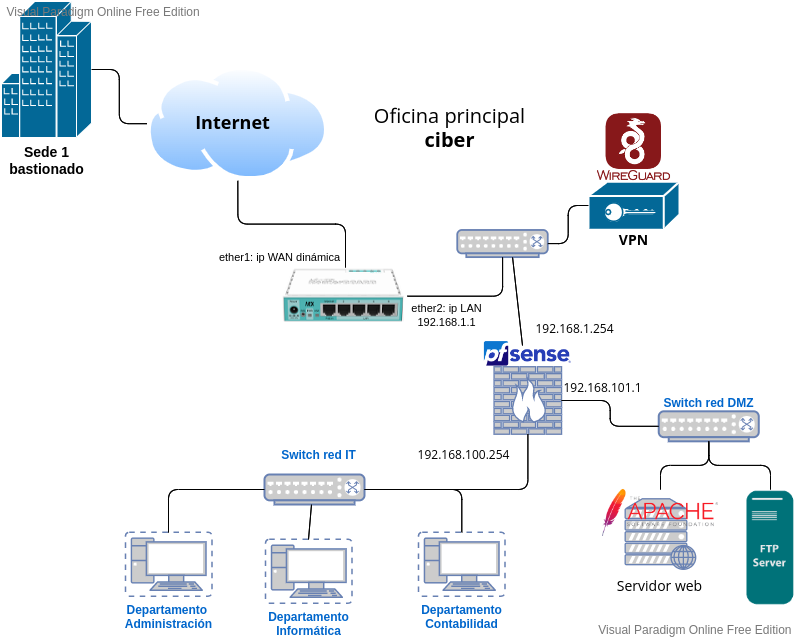 Visual Paradigm Online Free Edition
Internet
Oficina principal
ciber
Sede 1
bastionado
WIREGUARD
VPN
ether1: ip WAN dinámica
ether2: ip LAN
192.168.1.1
192.168.1.254
pfsense
192.168.101.1
Switch red DMZ
192.168.100.254
Switch red IT
THE
APACHE
SOFTWARE FOUNDATION
FTP
Server
Servidor web
Departamento
Administración
Departamento
Informática
Departamento
Contabilidad
Visual Paradigm Online Free Edition